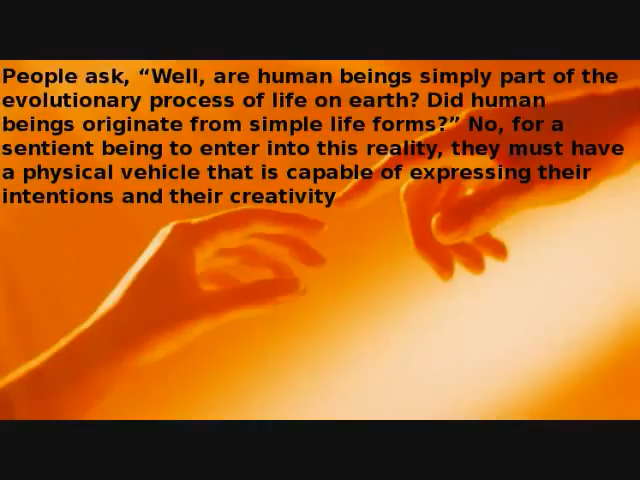 People ask, “Well, are human beings simply part of the
evolutionary process of life on earth? Did human
beings originate from simple life forms?” No, for a
sentient being to enter into this reality, they must have
a physical vehicle that is capable of expressing their
intentions and their creativity